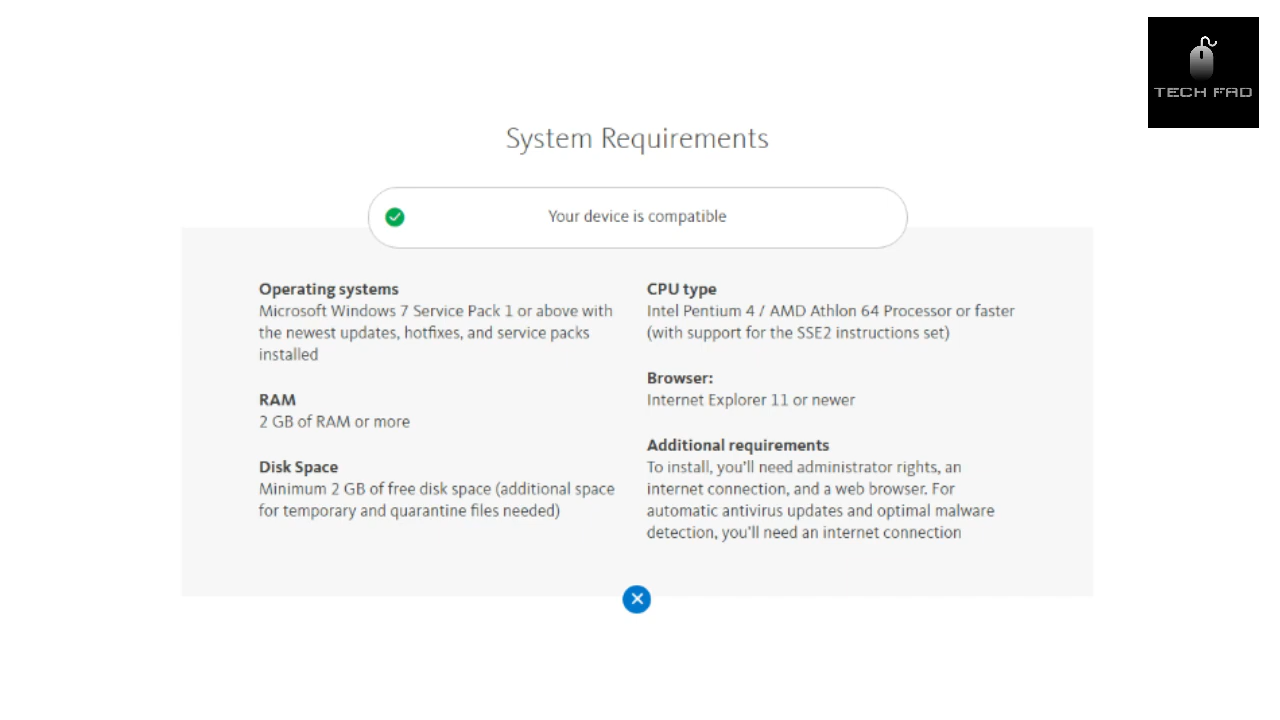 TECH FAD
System Requirements
Your device is compatible
Operating systems
Microsoft Windows 7 Service Pack 1 or above with
the newest updates, hotfixes, and service packs
installed
RAM
2 GB of RAM or more
Disk Space
Minimum 2 GB of free disk space (additional space
for temporary and quarantine files needed)
CPU type
Intel Pentium 4 / AMD Athlon 64 Processor or faster
(with support for the SSE2 instructions set)
Browser:
Internet Explorer 11 or newer
Additional requirements
To install, you'll need administrator rights, an
internet connection, and a web browser. For
automatic antivirus updates and optimal malware
detection, you'll need an internet connection